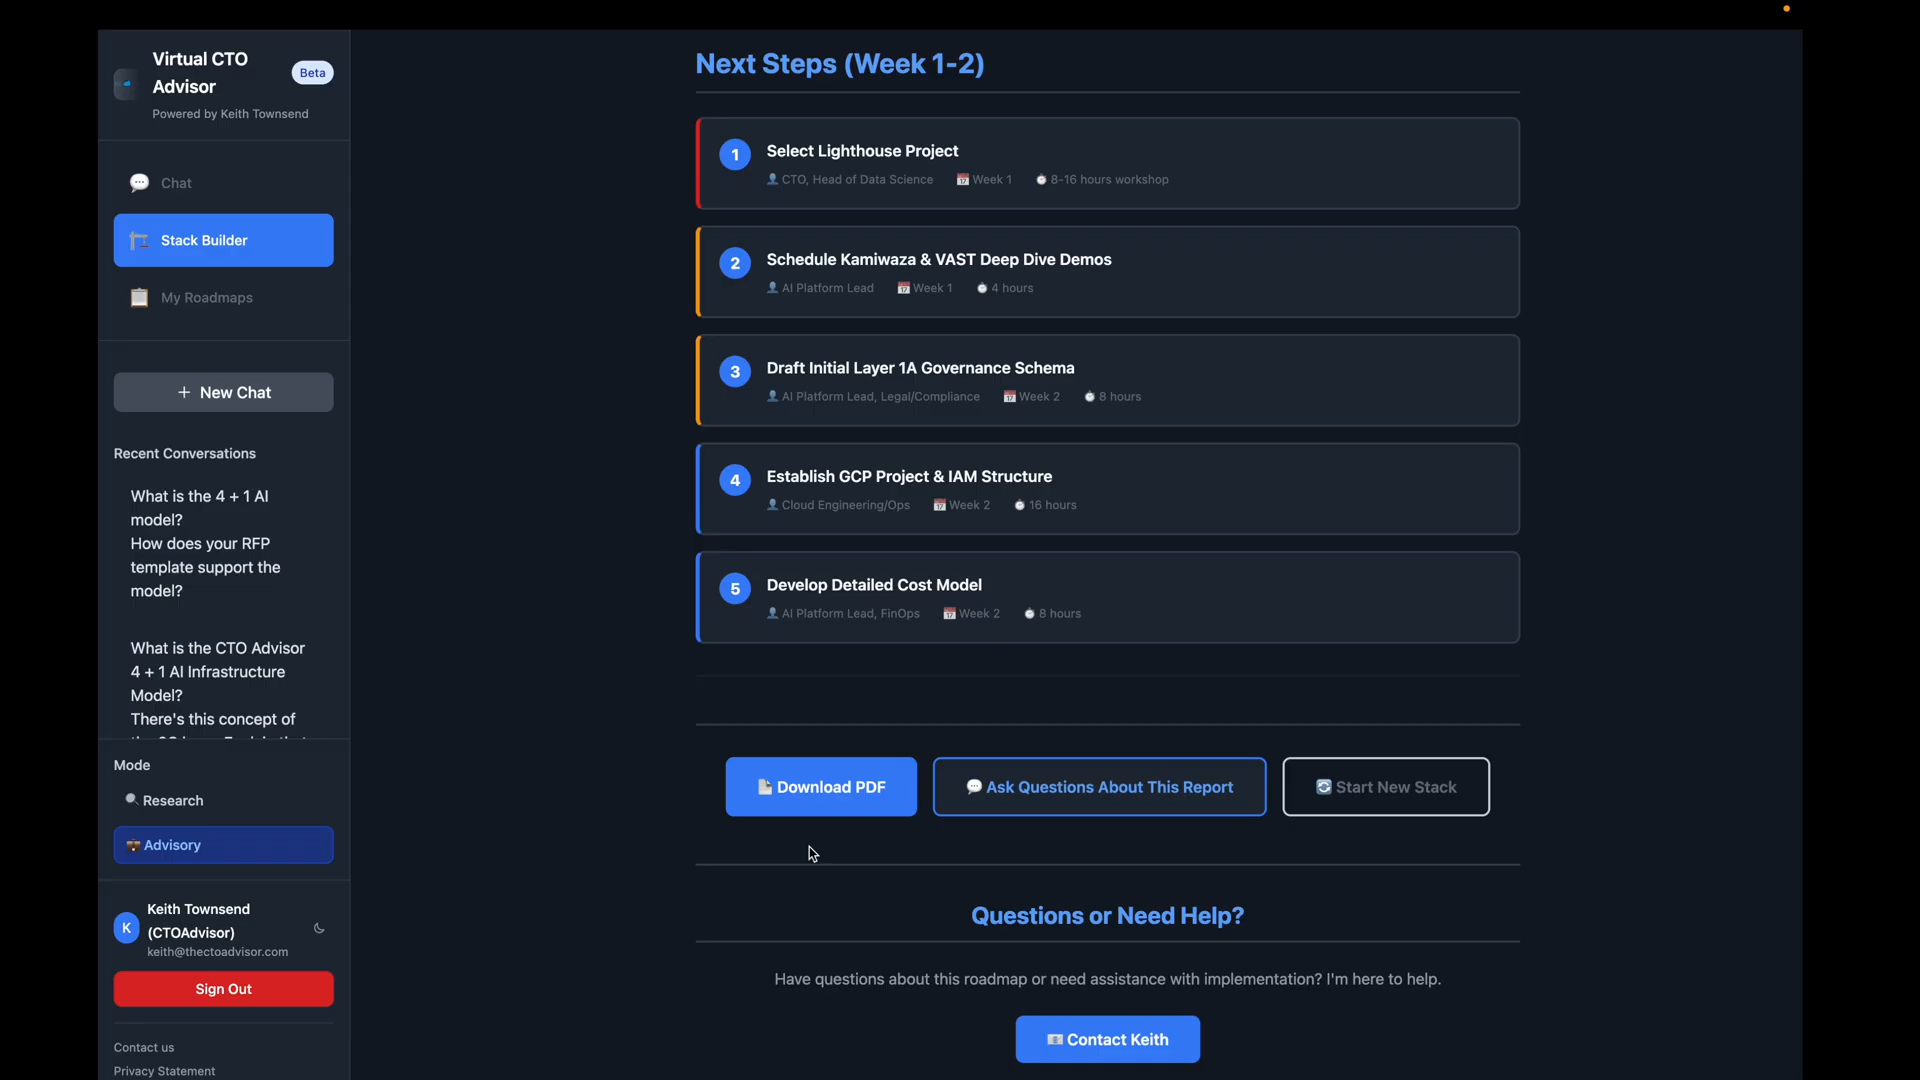 Virtual CTO
Advisor
Beta
Powered by Keith Townsend
Chat
Stack Builder
My Roadmaps
+ New Chat
Recent Conversations
What is the 4 + 1 AI
model?
How does your RFP
template support the
model?
What is the CTO Advisor
4 + 1 AI Infrastructure
Model?
There's this concept of
Mode
Research
Advisory
K
Keith Townsend
(CTOAdvisor)
keith@thectoadvisor.com
Sign Out
Contact us
Privacy Statement
Next Steps (Week 1-2)
1
Select Lighthouse Project
CTO, Head of Data Science Week 1 8-16 hours workshop
2
Schedule Kamiwaza & VAST Deep Dive Demos
AI Platform Lead Week 1 4 hours
3
Draft Initial Layer 1A Governance Schema
AI Platform Lead, Legal/Compliance Week 2 8 hours
4
Establish GCP Project & IAM Structure
Cloud Engineering/Ops Week 2 16 hours
5
Develop Detailed Cost Model
AI Platform Lead, FinOps Week 2 8 hours
Download PDF
Ask Questions About This Report
Start New Stack
Questions or Need Help?
Have questions about this roadmap or need assistance with implementation? I'm here to help.
Contact Keith